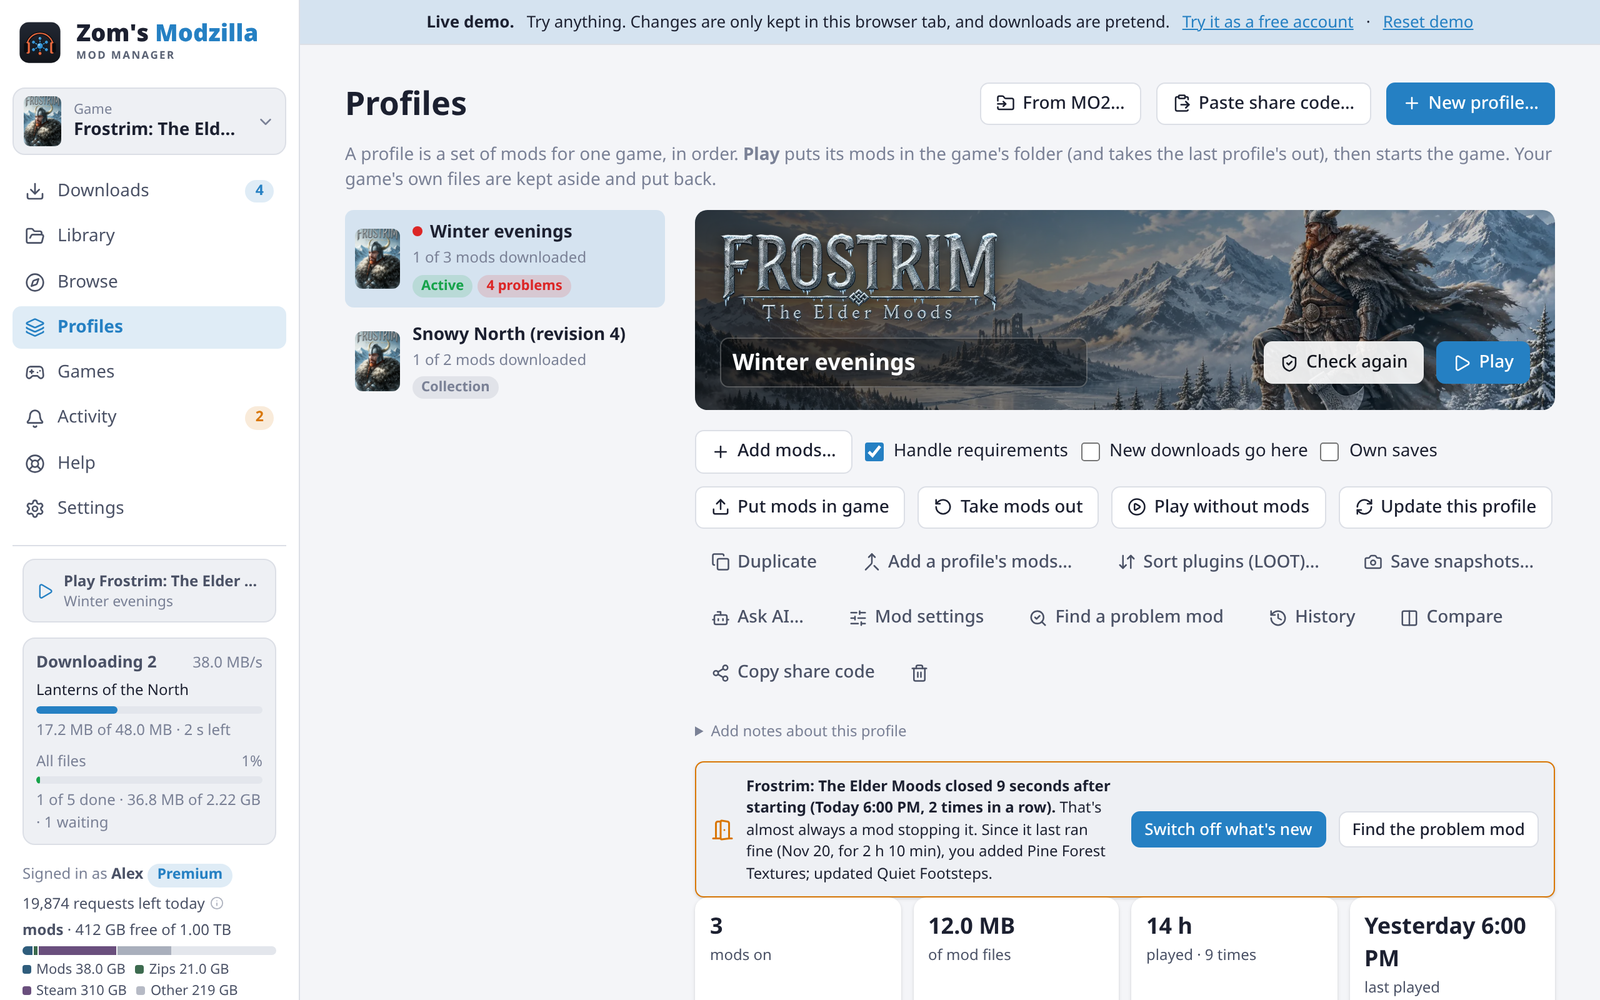 Zom's Modzilla
MOD MANAGER
Game
Frostrim: The Eld...
Downloads
4
Library
Browse
Profiles
Games
Activity
2
Help
Settings
Play Frostrim: The Elder ...
Winter evenings
Downloading 2
38.0 MB/s
Lanterns of the North
17.2 MB of 48.0 MB · 2 s left
All files
1%
1 of 5 done · 36.8 MB of 2.22 GB
· 1 waiting
Signed in as Alex Premium
19,874 requests left today
mods · 412 GB free of 1.00 TB
Mods 38.0 GB Zips 21.0 GB
Steam 310 GB Other 219 GB
Live demo. Try anything. Changes are only kept in this browser tab, and downloads are pretend. Try it as a free account · Reset demo
Profiles
From MO2...
Paste share code...
New profile...
A profile is a set of mods for one game, in order. Play puts its mods in the game's folder (and takes the last profile's out), then starts the game. Your
game's own files are kept aside and put back.
Winter evenings
1 of 3 mods downloaded
Active
4 problems
Snowy North (revision 4)
1 of 2 mods downloaded
Collection
FROSTRIM
The Elder Moods
Winter evenings
Check again
Play
Add mods...
Handle requirements
New downloads go here
Own saves
Put mods in game
Take mods out
Play without mods
Update this profile
Duplicate
Add a profile's mods...
Sort plugins (LOOT)...
Save snapshots...
Ask AI...
Mod settings
Find a problem mod
History
Compare
Copy share code
Add notes about this profile
Frostrim: The Elder Moods closed 9 seconds after
starting (Today 6:00 PM, 2 times in a row). That's
almost always a mod stopping it. Since it last ran
fine (Nov 20, for 2 h 10 min), you added Pine Forest
Textures; updated Quiet Footsteps.
Switch off what's new
Find the problem mod
3
mods on
12.0 MB
of mod files
14 h
played · 9 times
Yesterday 6:00
PM
last played